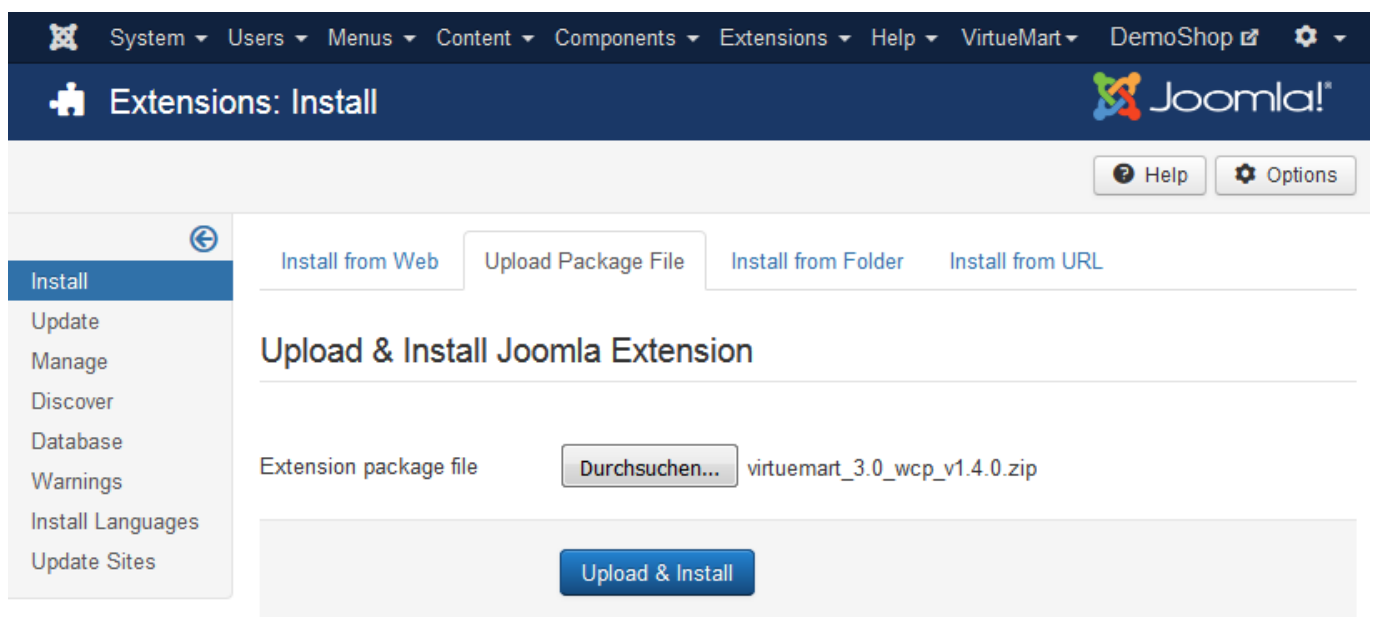 System Users Menus Content Components Extensions Help VirtueMart DemoShop
Extensions: Install Joomla!®
Help Options
Install from Web Upload Package File Install from Folder Install from URL
Install
Update
Manage
Discover
Database
Warnings
Install Languages
Update Sites
Upload & Install Joomla Extension
Extension package file Durchsuchen... virtuemart_3.0_wcp_v1.4.0.zip
Upload & Install